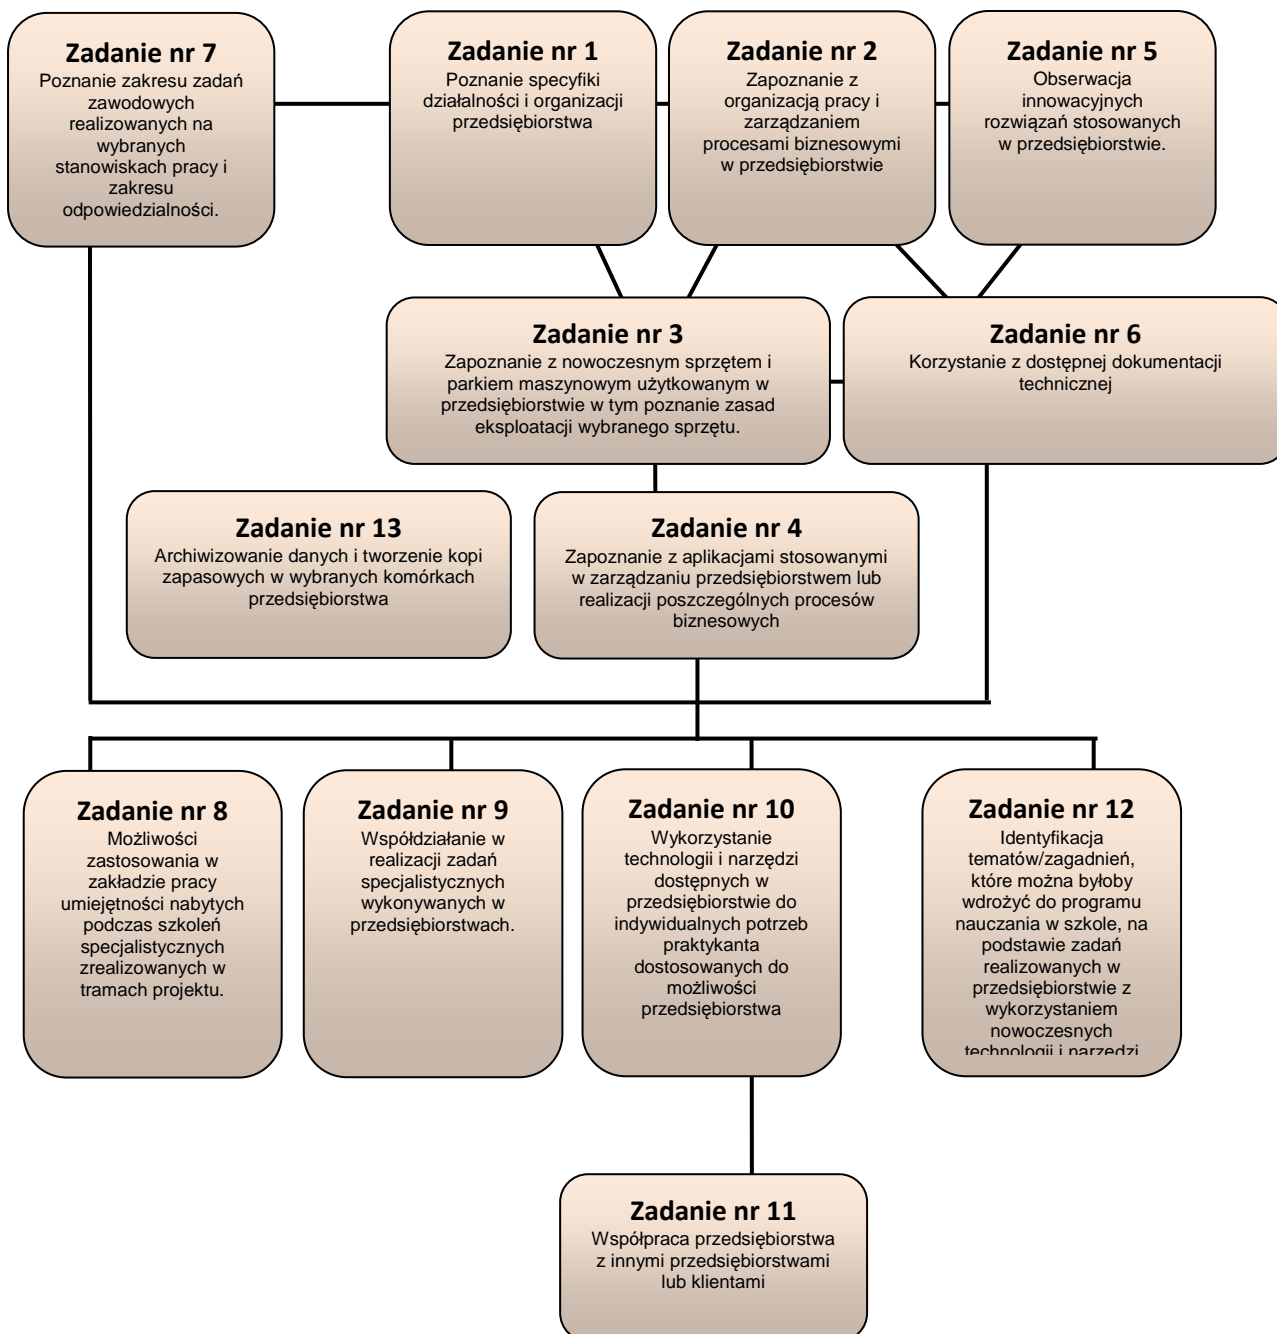 Zadanie nr 7
Poznanie zakresu zadań
zawodowych
realizowanych na
wybranych
stanowiskach pracy i
zakresu
odpowiedzialności.
Zadanie nr 1
Poznanie specyfiki
działalności i organizacji
przedsiębiorstwa
Zadanie nr 2
Zapoznanie z
organizacją pracy i
zarządzaniem
procesami biznesowymi
w przedsiębiorstwie
Zadanie nr 5
Obserwacja
innowacyjnych
rozwiązań stosowanych
w przedsiębiorstwie.
Zadanie nr 3
Zapoznanie z nowoczesnym sprzętem i
parkiem maszynowym użytkowanym w
przedsiębiorstwie w tym poznanie zasad
eksploatacji wybranego sprzętu.
Zadanie nr 6
Korzystanie z dostępnej dokumentacji
technicznej
Zadanie nr 13
Archiwizowanie danych i tworzenie kopi
zapasowych w wybranych komórkach
przedsiębiorstwa
Zadanie nr 4
Zapoznanie z aplikacjami stosowanymi
w zarządzaniu przedsiębiorstwem lub
realizacji poszczególnych procesów
biznesowych
Zadanie nr 8
Możliwości
zastosowania w
zakładzie pracy
umiejętności nabytych
podczas szkoleń
specjalistycznych
zrealizowanych w
tramach projektu.
Zadanie nr 9
Współdziałanie w
realizacji zadań
specjalistycznych
wykonywanych w
przedsiębiorstwach.
Zadanie nr 10
Wykorzystanie
technologii i narzędzi
dostępnych w
przedsiębiorstwie do
indywidualnych potrzeb
praktykanta
dostosowanych do
możliwości
przedsiębiorstwa
Zadanie nr 12
Identyfikacja
tematów/zagadnień,
które można byłoby
wdrożyć do programu
nauczania w szkole, na
podstawie zadań
realizowanych w
przedsiębiorstwie z
wykorzystaniem
nowoczesnych
technologii i narzędzi
Zadanie nr 11
Współpraca przedsiębiorstwa
z innymi przedsiębiorstwami
lub klientami